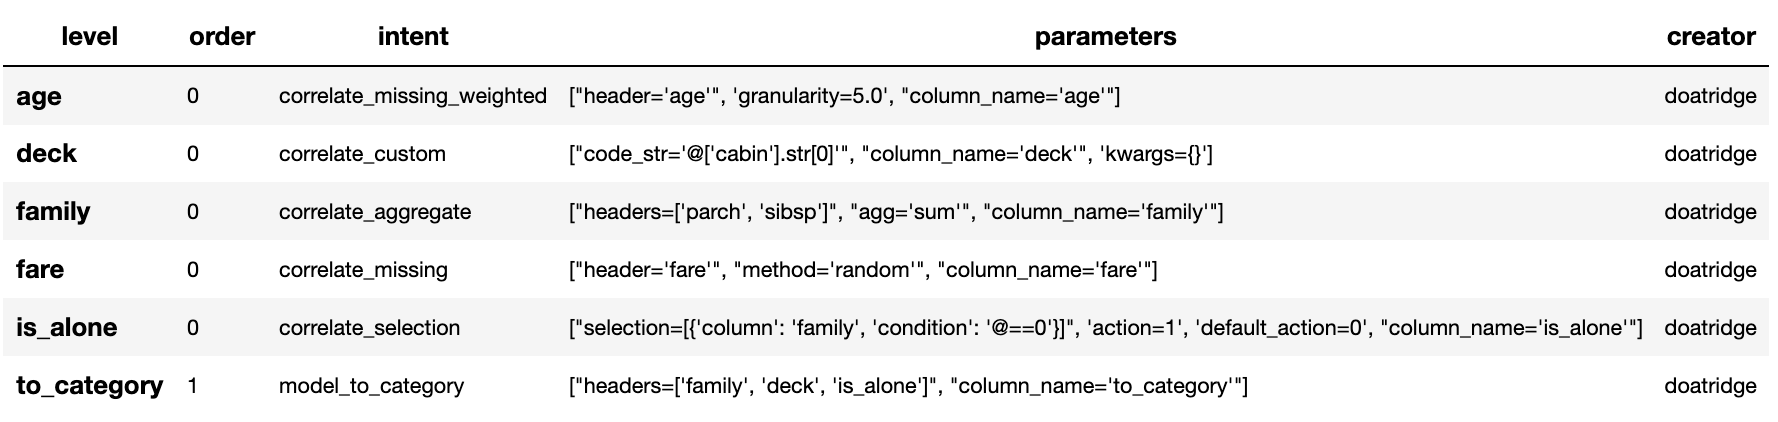 level order intent parameters creator
age 0 correlate_missing_weighted ["header='age'", 'granularity=5.0', "column_name='age'"] doatridge
deck 0 correlate_custom ["code_str='@['cabin'].str[0]'", "column_name='deck'", 'kwargs={}'] doatridge
family 0 correlate_aggregate ["headers=['parch', 'sibsp']", "agg='sum'", "column_name='family'"] doatridge
fare 0 correlate_missing ["header='fare'", "method='random'", "column_name='fare'"] doatridge
is_alone 0 correlate_selection ["selection=[{'column': 'family', 'condition': '@==0'}]", 'action=1', 'default_action=0', "column_name='is_alone'"] doatridge
to_category 1 model_to_category ["headers=['family', 'deck', 'is_alone']", "column_name='to_category'"] doatridge